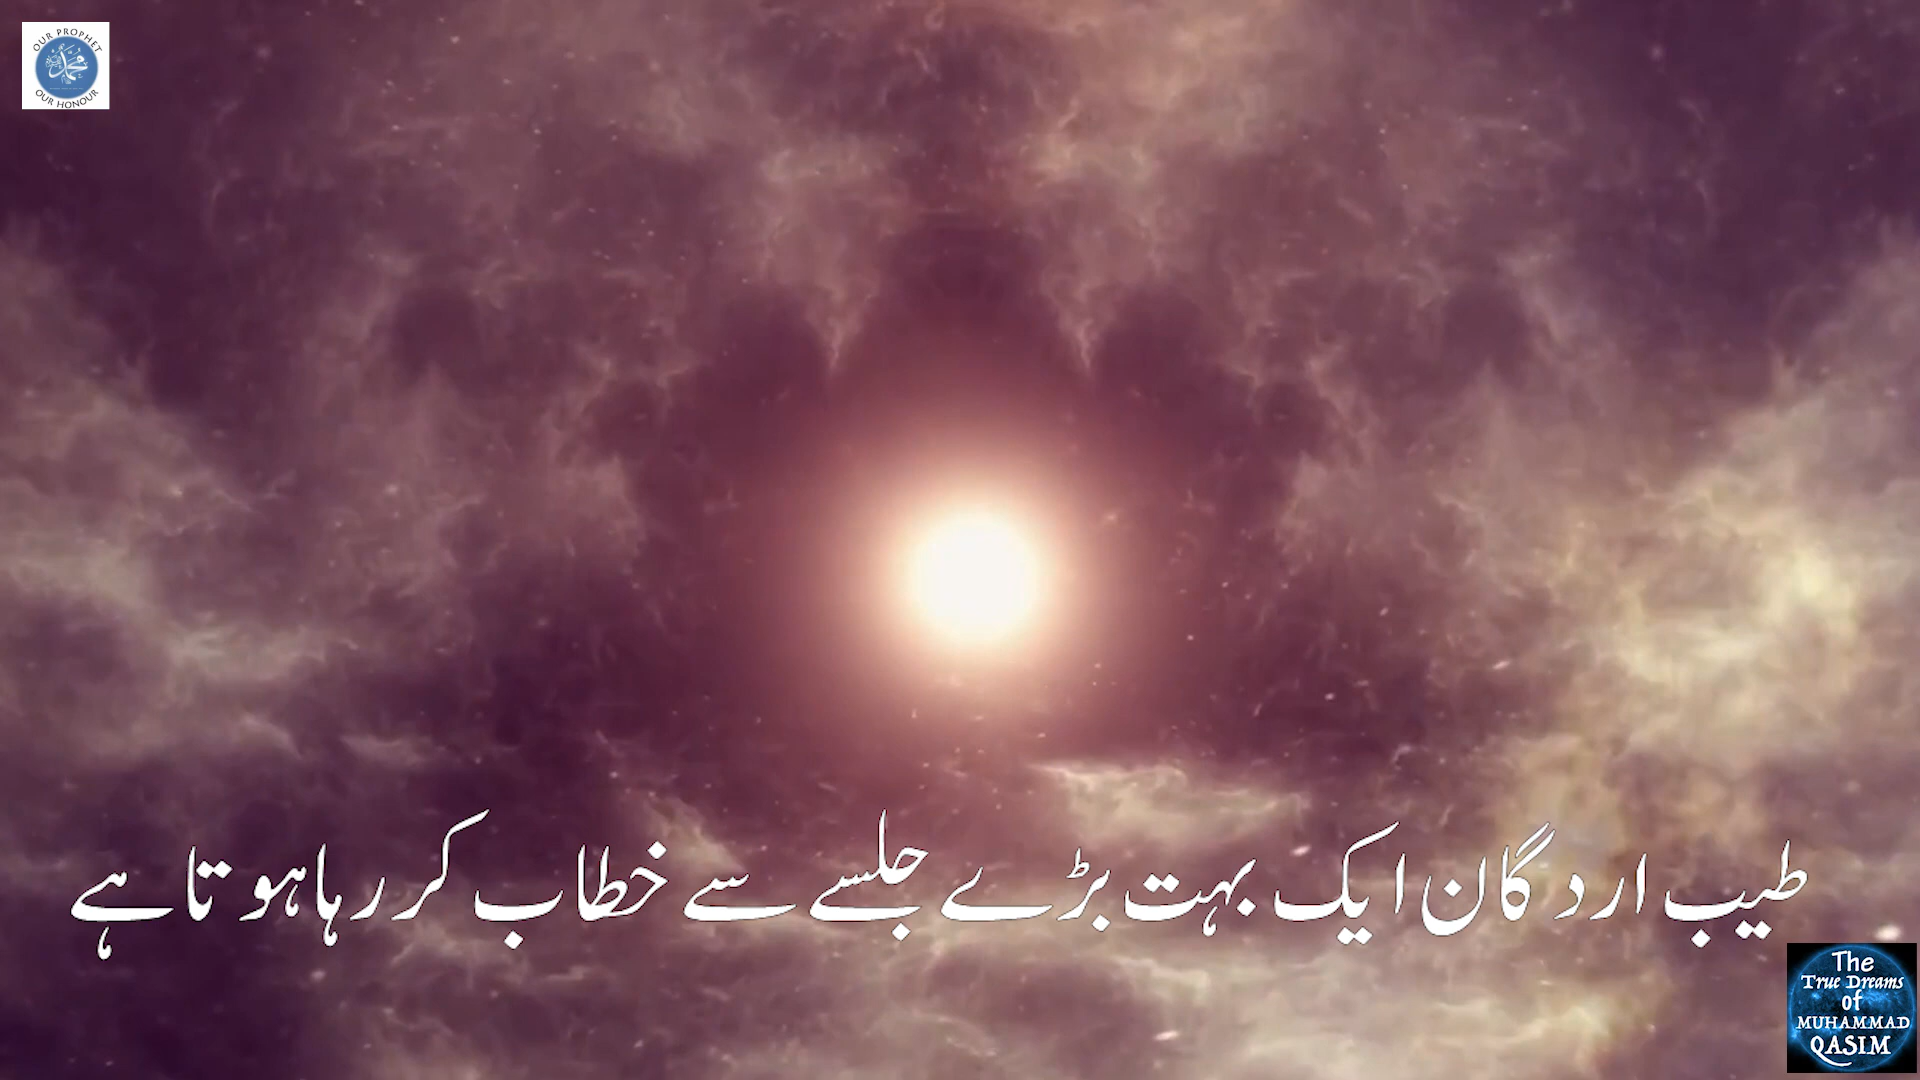 OUR PROPHET
محمد
OUR HONOUR
طیب اردگان ایک بہت بڑے جلسے سے خطاب کر رہا ہوتا ہے
The
True Dreams
of
MUHAMMAD
QASIM